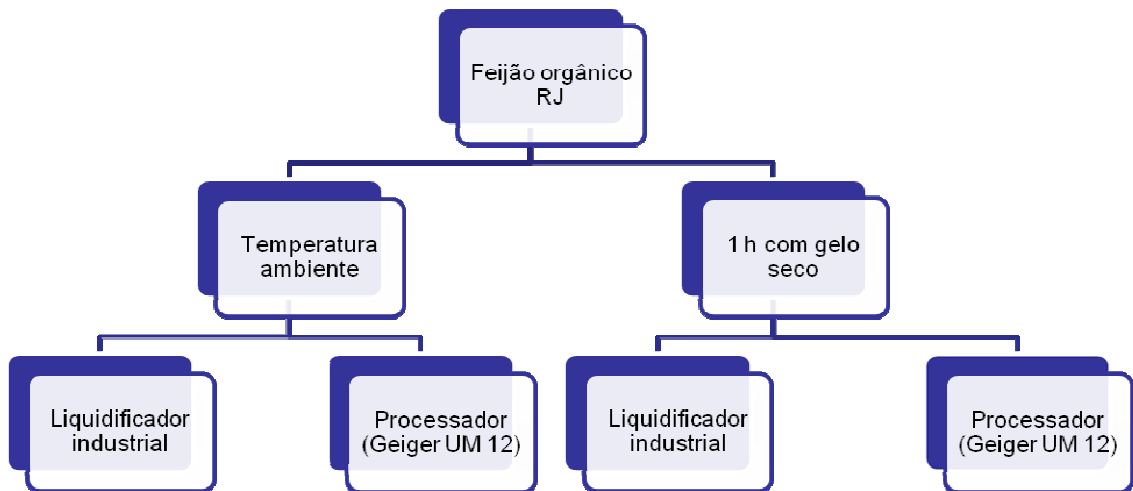 Feijão orgânico
RJ
Temperatura
ambiente
1 h com gelo
seco
Liquidificador
industrial
Processador
(Geiger UM 12)
Liquidificador
industrial
Processador
(Geiger UM 12)